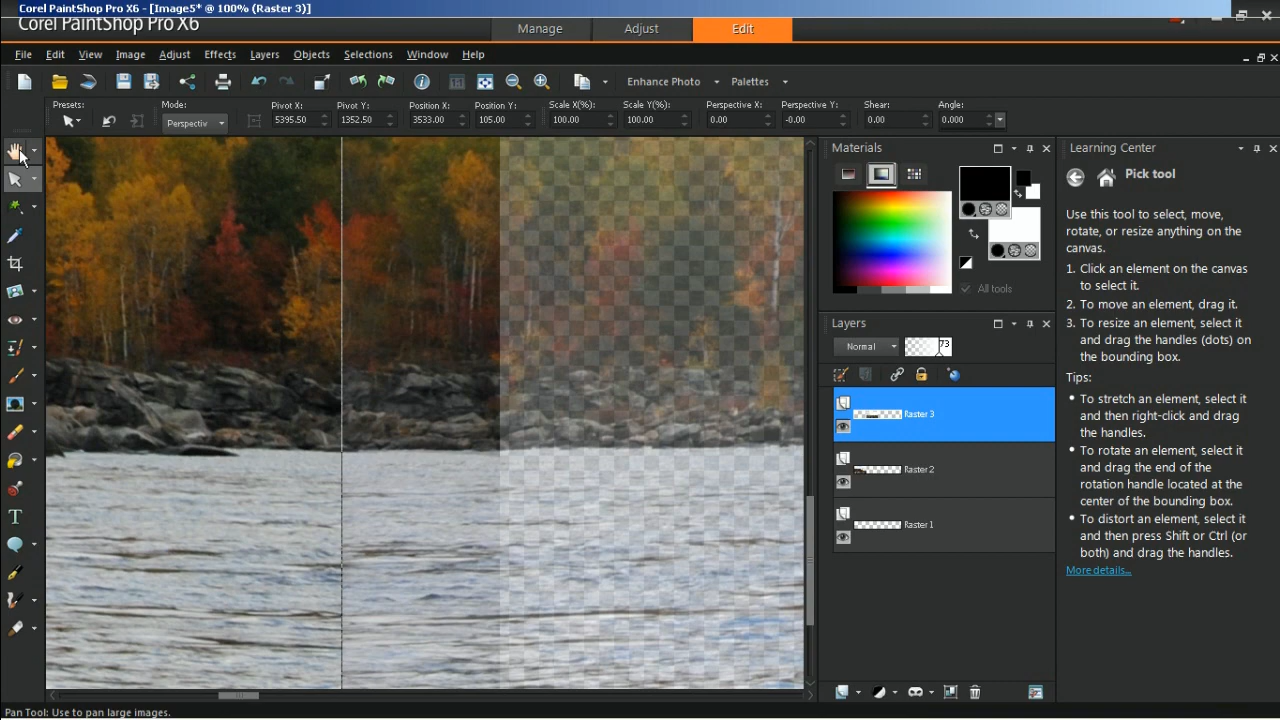 Corel PaintShop Pro X6 - [Image5* @ 100% (Raster 3)]
Corel PaintShop Pro X6
Manage
Adjust
Edit
File Edit View Image Adjust Effects Layers Objects Selections Window Help
Enhance Photo
Palettes
Presets:
Mode:
Pivot X:
Pivot Y:
Position X:
Position Y:
Scale X(%):
Scale Y(%):
Perspective X:
Perspective Y:
Shear:
Angle:
Perspectiv
5395.50
1352.50
3533.00
105.00
100.00
100.00
0.00
-0.00
0.00
0.000
Materials
All tools
Layers
Normal
73
Raster 3
Raster 2
Raster 1
Learning Center
Pick tool
Use this tool to select, move,
rotate, or resize anything on the
canvas.
1. Click an element on the canvas
to select it.
2. To move an element, drag it.
3. To resize an element, select it
and drag the handles (dots) on
the bounding box.
Tips:
• To stretch an element, select it
and then right-click and drag
the handles.
• To rotate an element, select it
and drag the end of the
rotation handle located at the
center of the bounding box.
• To distort an element, select it
and then press Shift or Ctrl (or
both) and drag the handles.
More details...
Pan Tool: Use to pan large images.